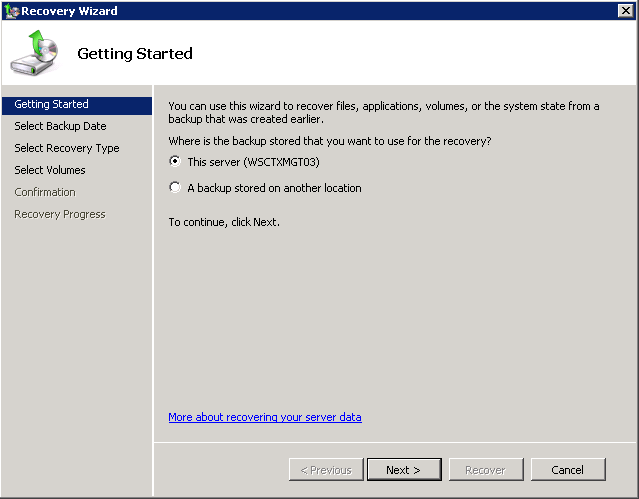 Recovery Wizard
Getting Started
Getting Started
Select Backup Date
Select Recovery Type
Select Volumes
Confirmation
Recovery Progress
You can use this wizard to recover files, applications, volumes, or the system state from a
backup that was created earlier.
Where is the backup stored that you want to use for the recovery?
This server (WSCTXMGT03)
A backup stored on another location
To continue, click Next.
More about recovering your server data
< Previous
Next >
Recover
Cancel